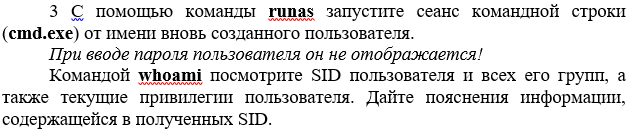 3 С помощью команды runas запустите сеанс командной строки
(cmd.exe) от имени вновь созданного пользователя.
При вводе пароля пользователя он не отображается!
Командой whoami посмотрите SID пользователя и всех его групп, а
также текущие привилегии пользователя. Дайте пояснения информации,
содержащейся в полученных SID.